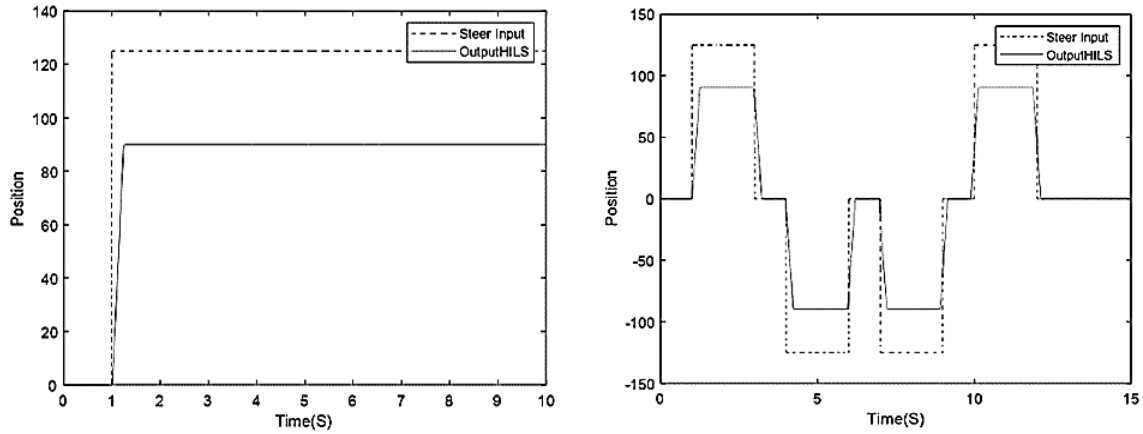 140
120
100
80
60
40
20
0
Position
0 1 2 3 4 5 6 7 8 9 10
Time(S)
Steer Input
OutputHILS
150
100
50
0
-50
-100
-150
Position
0 5 10 15
Time(S)
Steer Input
OutputHILS